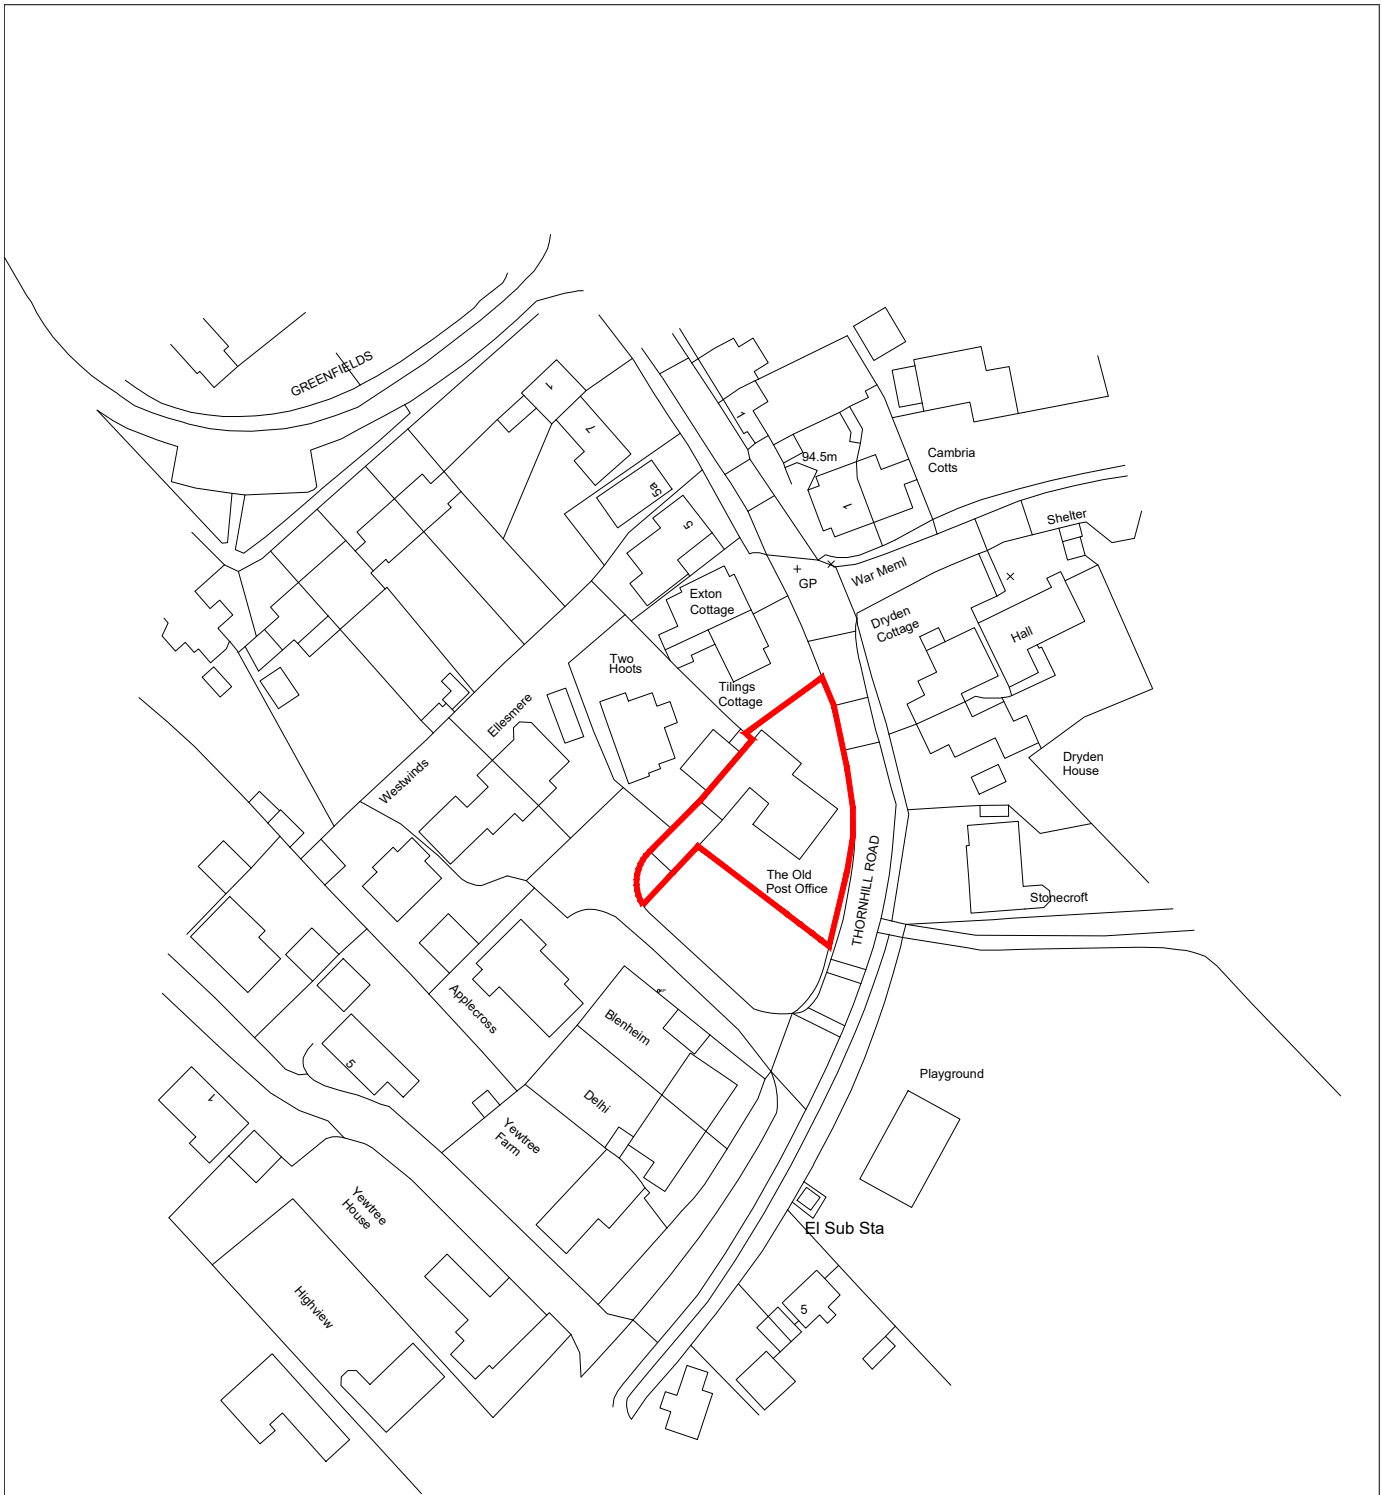 GREENFIELDS
1
7
1
94.5m
Cambria
Cotts
5a
5
1
Shelter
GP
War Meml
Exton
Cottage
Dryden
Cottage
Hall
Two
Hoots
Tilings
Cottage
Ellesmere
Westwinds
Dryden
House
THORNHILL ROAD
The Old
Post Office
Stonecroft
Applecross
Blenheim
5
1
Delhi
Playground
Yewtree
Farm
Yewtree
House
El Sub Sta
Highview
5